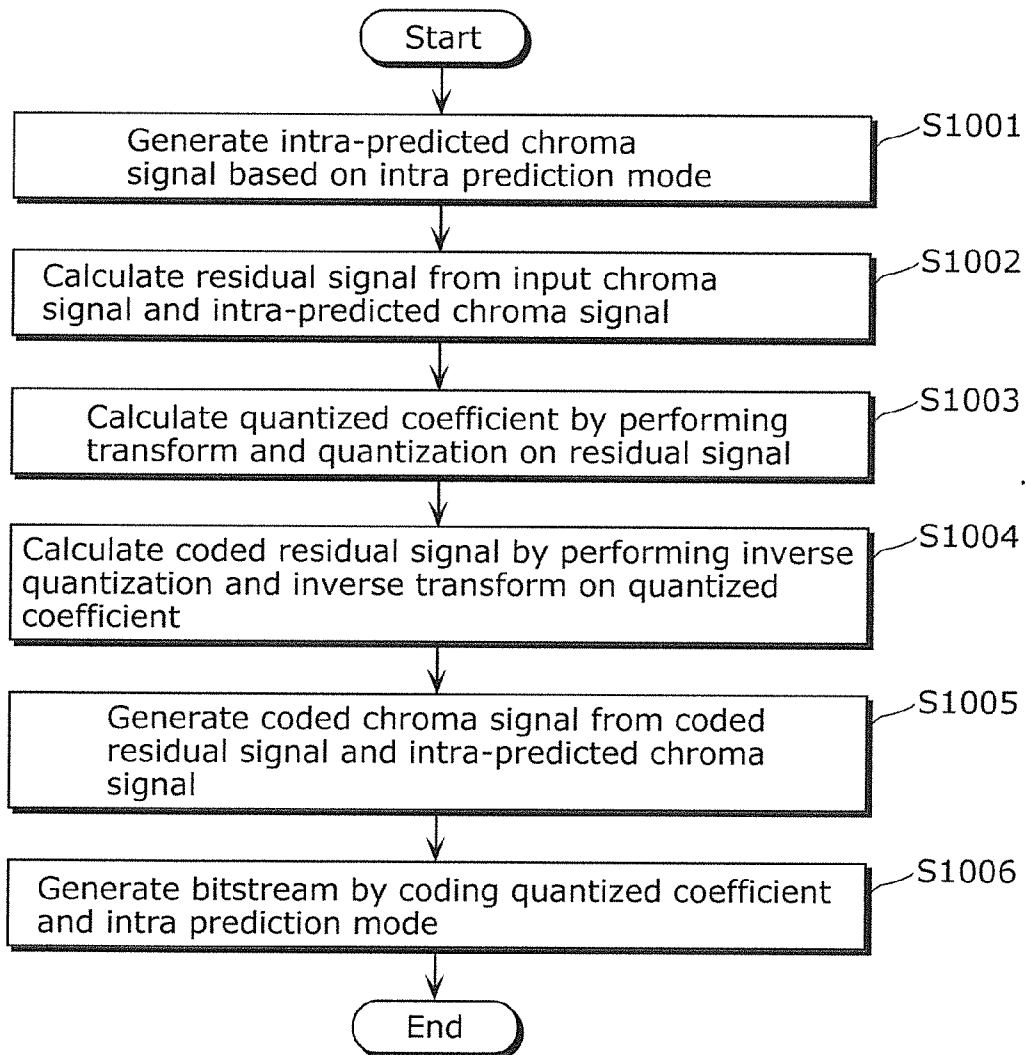 Start
Generate intra-predicted chroma
signal based on intra prediction mode
S1001
Calculate residual signal from input chroma
signal and intra-predicted chroma signal
S1002
Calculate quantized coefficient by performing
transform and quantization on residual signal
S1003
Calculate coded residual signal by performing inverse
quantization and inverse transform on quantized
coefficient
S1004
Generate coded chroma signal from coded
residual signal and intra-predicted chroma
signal
S1005
Generate bitstream by coding quantized coefficient
and intra prediction mode
S1006
End